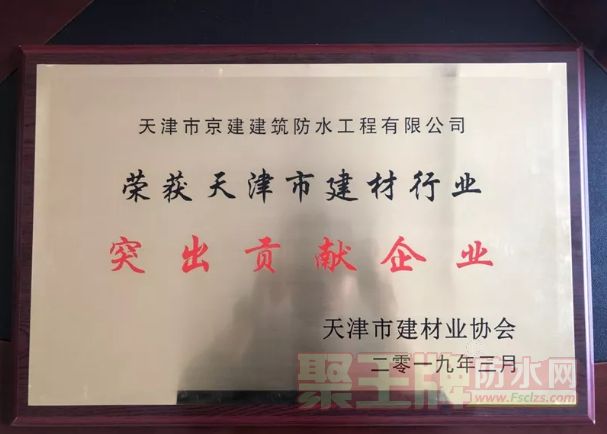 天津市京建建筑防水工程有限公司
荣获天津市建材行业
突出贡献企业
天津市建材业协会
二零一九年三月
聚王牌防水网
www.Fsclzs.com